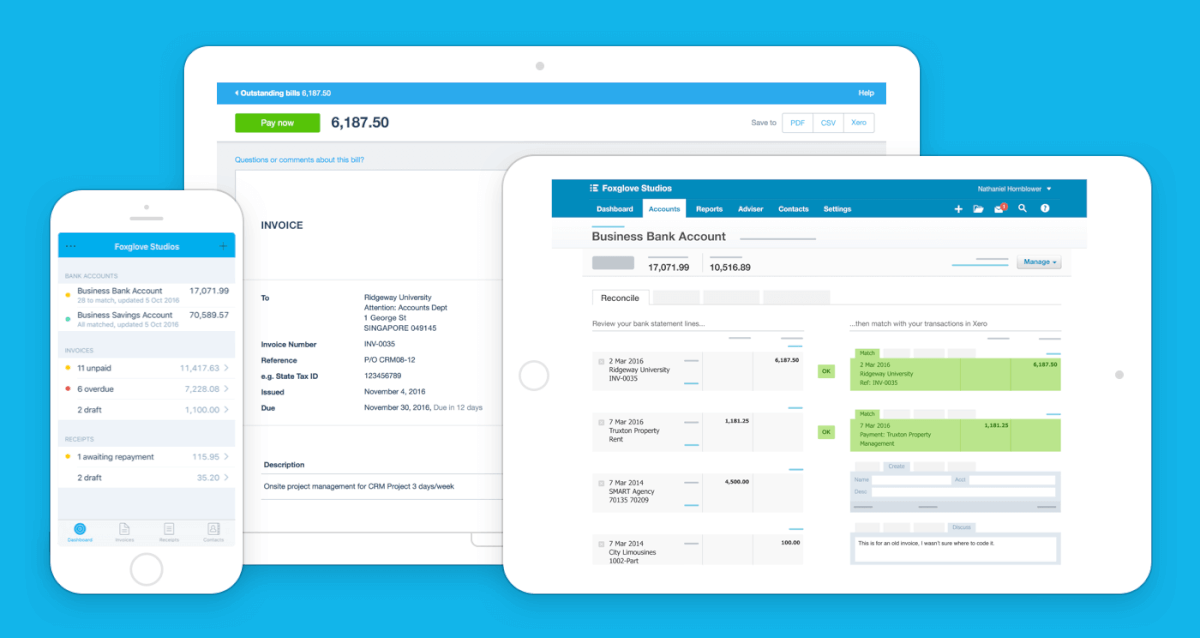 Outstanding bills 6,187.50
Help
Pay now
6,187.50
Save to
PDF
CSV
Xero
Questions or comments about this bill?
INVOICE
To
Ridgeway University
Attention: Accounts Dept
1 George St
SINGAPORE 049145
Invoice Number
INV-0035
Reference
P/O CRM08-12
e.g. State Tax ID
123456789
Issued
November 4, 2016
Due
November 30, 2016, Due in 12 days
Description
Onsite project management for CRM Project 3 days/week
Foxglove Studios
BANK ACCOUNTS
Business Bank Account 17,071.99
28 to match, updated 5 Oct 2016
Business Savings Account 70,589.57
All matched, updated 5 Oct 2016
INVOICES
11 unpaid 11,417.63
6 overdue 7,228.08
2 draft 1,100.00
RECEIPTS
1 awaiting repayment 115.95
2 draft 35.20
Dashboard
Invoices
Receipts
Contacts
Foxglove Studios
Nathaniel Hornblower
Dashboard
Accounts
Reports
Adviser
Contacts
Settings
Business Bank Account
17,071.99
10,516.89
Manage
Reconcile
Review your bank statement lines...
...then match with your transactions in Xero
2 Mar 2016
Ridgeway University
INV-0035
6,187.50
OK
Match
2 Mar 2016
Ridgeway University
Ref: INV-0035
6,187.50
7 Mar 2016
Truxton Property
Rent
1,181.25
OK
Match
7 Mar 2016
Payment: Truxton Property
Management
1,181.25
7 Mar 2014
SMART Agency
70135 70209
4,500.00
Create
Name
Acct
Desc
7 Mar 2014
City Limousines
1002-Part
100.00
Discuss
This is for an old invoice, I wasn't sure where to code it.